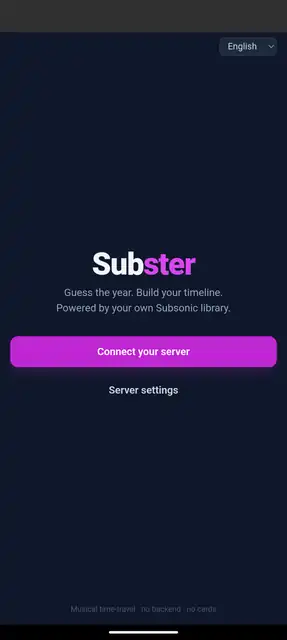 English
Subster
Guess the year. Build your timeline.
Powered by your own Subsonic library.
Connect your server
Server settings
Musical time-travel · no backend · no cards